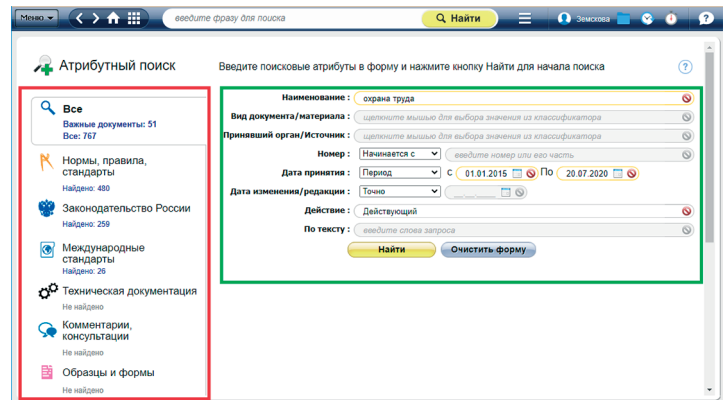 Меню
введите фразу для поиска
Найти
Земскова
?
Атрибутный поиск
Введите поисковые атрибуты в форму и нажмите кнопку Найти для начала поиска
?
Все
Важные документы: 51
Все: 767
Нормы, правила,
стандарты
Найдено: 480
Законодательство России
Найдено: 259
Международные
стандарты
Найдено: 26
Техническая документация
Не найдено
Комментарии,
консультации
Не найдено
Образцы и формы
Не найдено
Наименование : охрана труда
Вид документа/материала : щелкните мышью для выбора значения из классификатора
Принявший орган/Источник : щелкните мышью для выбора значения из классификатора
Номер : Начинается с введите номер или его часть
Дата принятия : Период с 01.01.2015 По 20.07.2020
Дата изменения/редакции : Точно __.__.____
Действие : Действующий
По тексту : введите слова запроса
Найти Очистить форму